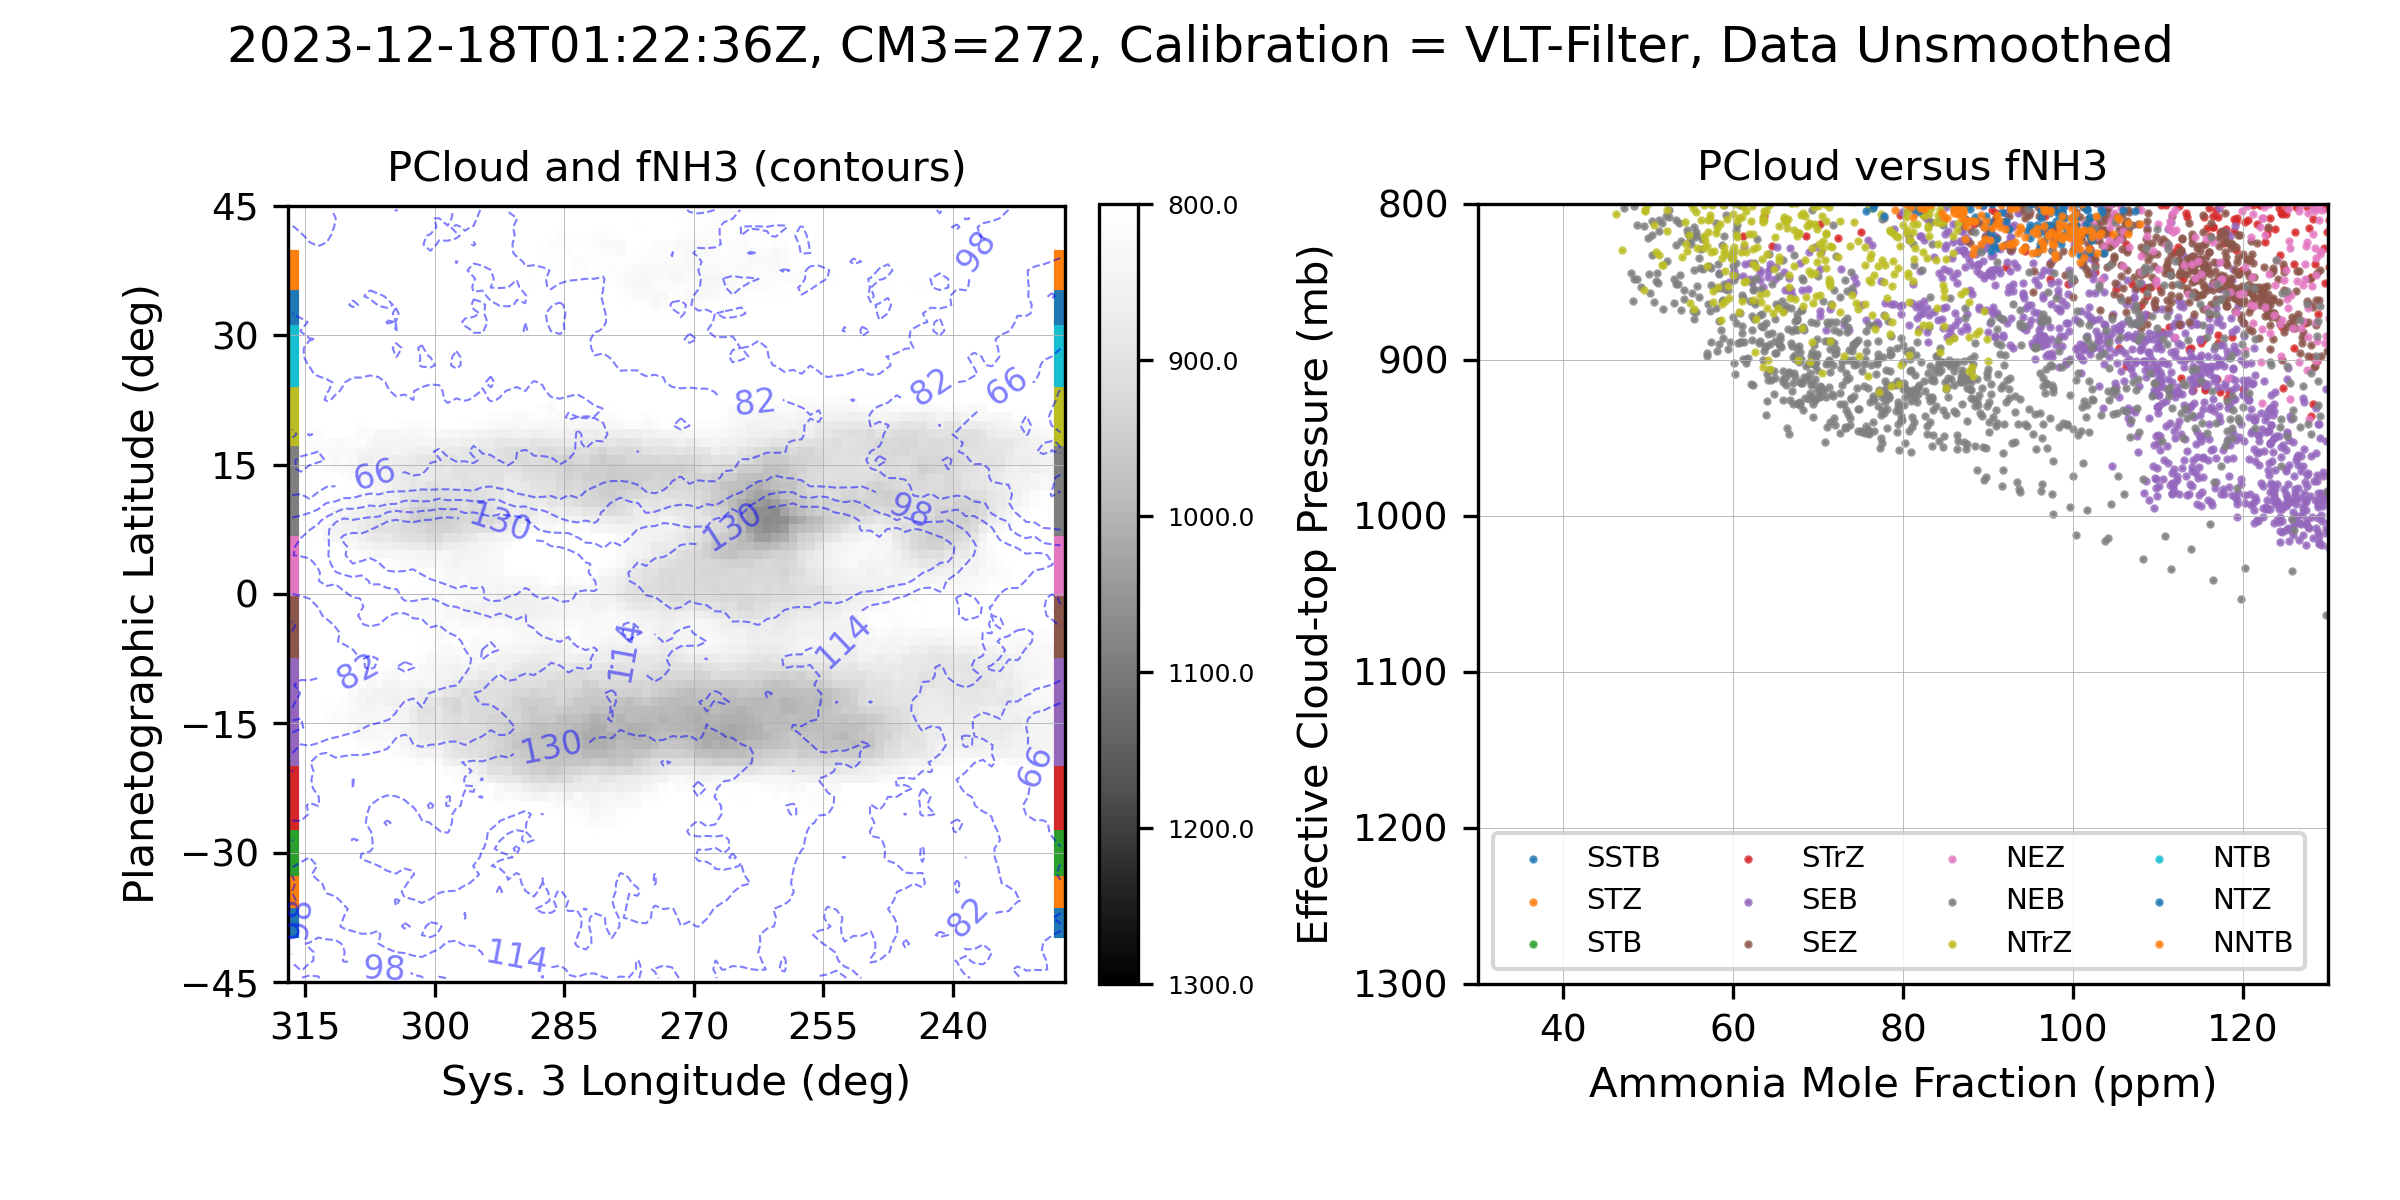 2023-12-18T01:22:36Z, CM3=272, Calibration = VLT-Filter, Data Unsmoothed
PCloud and fNH3 (contours)
Planetographic Latitude (deg)
45
30
15
0
−15
−30
−45
315 300 285 270 255 240
Sys. 3 Longitude (deg)
98
82 82 66
66
130 130 98
82 114 114
130 66
98 82
98 114
800.0
900.0
1000.0
1100.0
1200.0
1300.0
PCloud versus fNH3
Effective Cloud-top Pressure (mb)
800
900
1000
1100
1200
1300
SSTB STrZ NEZ NTB
STZ SEB NEB NTZ
STB SEZ NTrZ NNTB
40 60 80 100 120
Ammonia Mole Fraction (ppm)